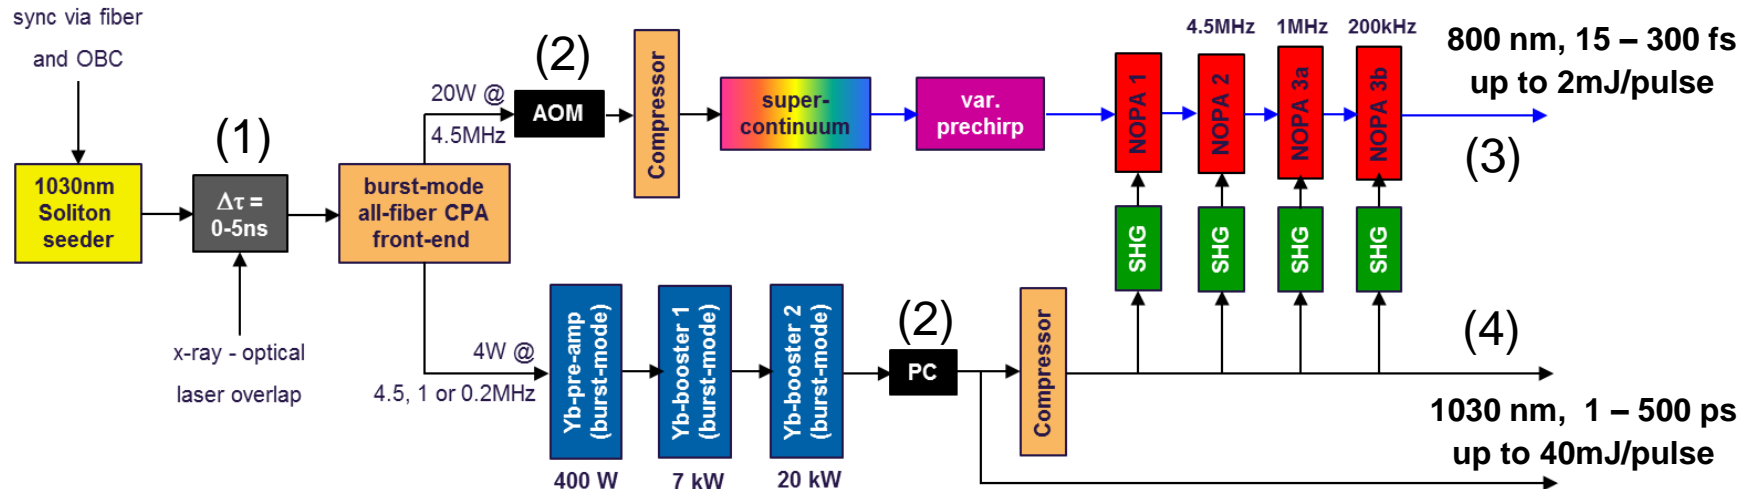 sync via fiber
and OBC
1030nm
Soliton
seeder
(1)
Δτ =
0-5ns
x-ray - optical
laser overlap
burst-mode
all-fiber CPA
front-end
20W @
4.5MHz
(2)
AOM
Compressor
super-
continuum
var.
prechirp
4.5MHz
1MHz
200kHz
NOPA 1
NOPA 2
NOPA 3a
NOPA 3b
800 nm, 15 – 300 fs
up to 2mJ/pulse
(3)
SHG
SHG
SHG
SHG
4W @
4.5, 1 or 0.2MHz
Yb-pre-amp
(burst-mode)
400 W
Yb-booster 1
(burst-mode)
7 kW
Yb-booster 2
(burst-mode)
20 kW
(2)
PC
Compressor
(4)
1030 nm, 1 – 500 ps
up to 40mJ/pulse